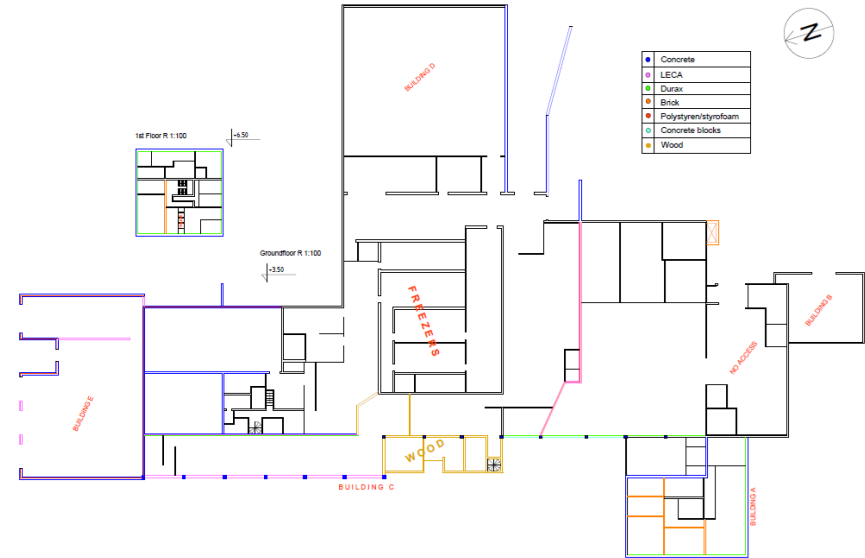 N
BUILDING D
Concrete
LECA
Durax
Brick
Polystyren/styrofoam
Concrete blocks
Wood
1st Floor R 1:100
+6.50
Groundfloor R 1:100
+3.50
FREEZERS
BUILDING B
NO ACCESS
BUILDING E
WOOD
BUILDING C
BUILDING A